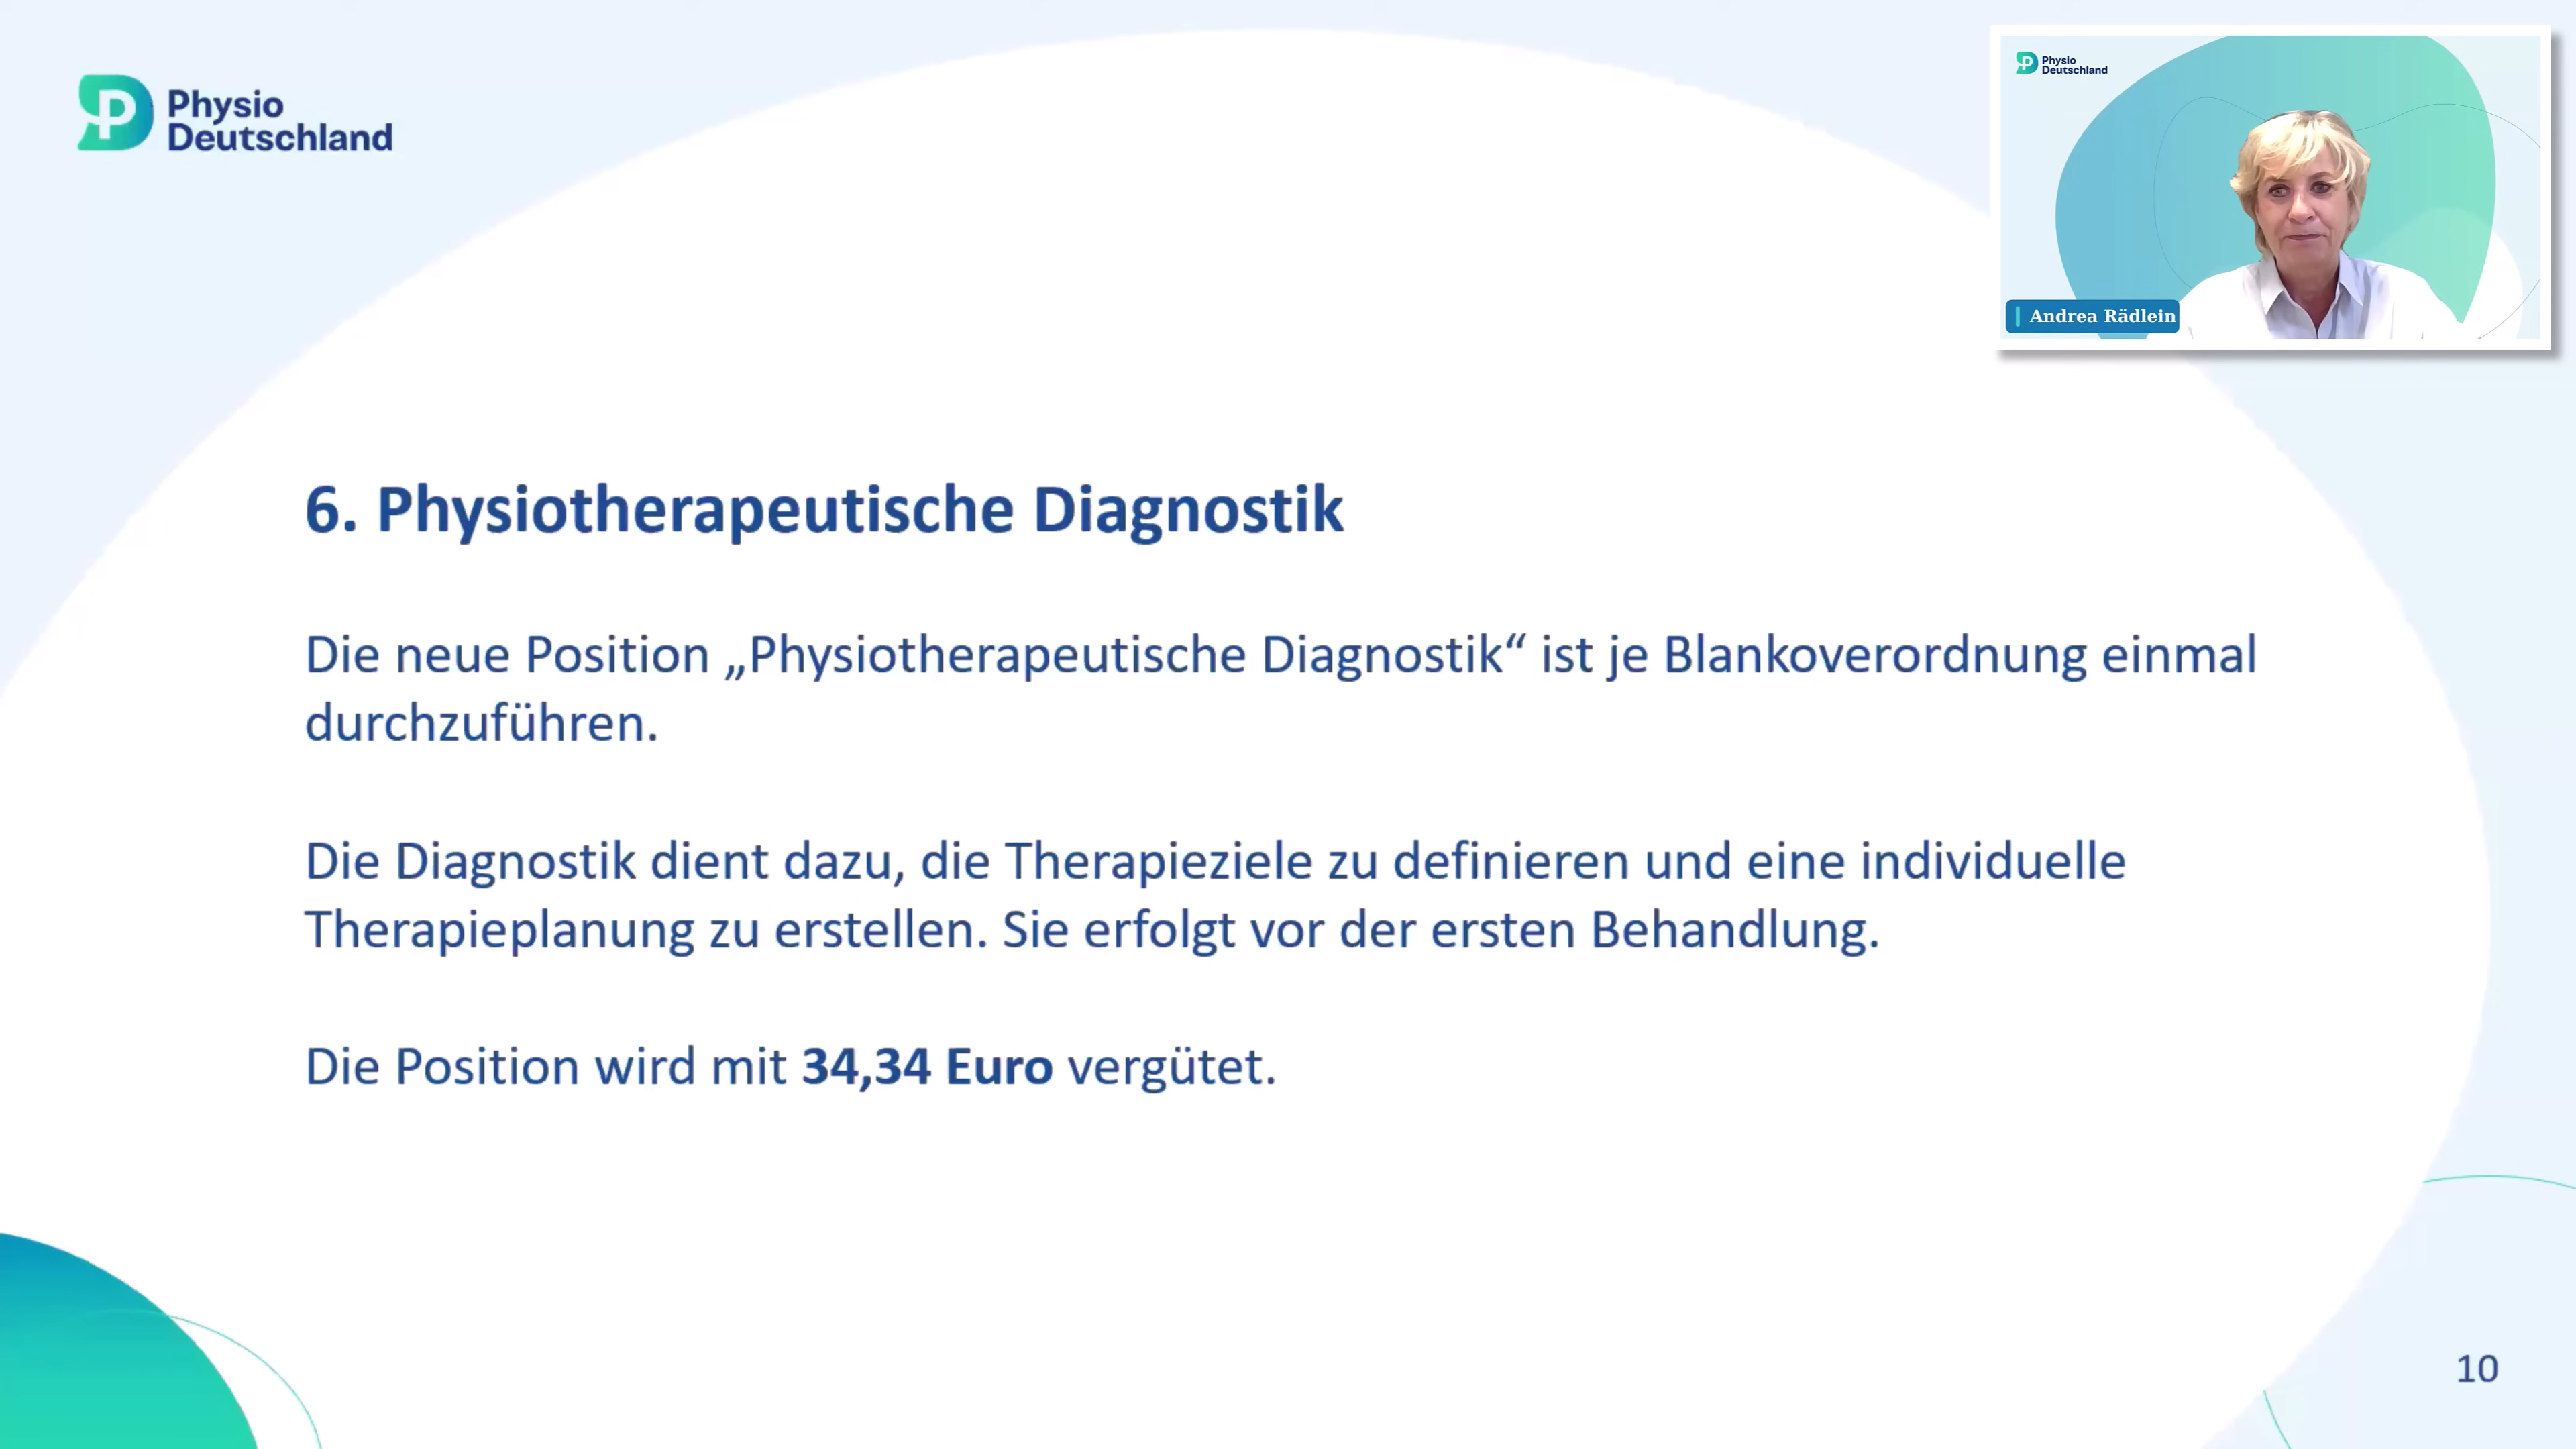 Physio
Deutschland
Physio
Deutschland
Andrea Rädlein
6. Physiotherapeutische Diagnostik
Die neue Position „Physiotherapeutische Diagnostik“ ist je Blankoverordnung einmal
durchzuführen.
Die Diagnostik dient dazu, die Therapieziele zu definieren und eine individuelle
Therapieplanung zu erstellen. Sie erfolgt vor der ersten Behandlung.
Die Position wird mit 34,34 Euro vergütet.
10